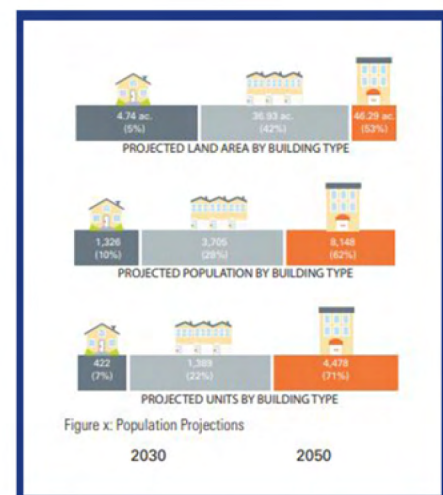 4.74 ac. 36.93 ac. 46.29 ac.
(5%) (42%) (53%)
PROJECTED LAND AREA BY BUILDING TYPE
1,326 3,705 8,148
(10%) (28%) (62%)
PROJECTED POPULATION BY BUILDING TYPE
422 1,389 4,478
(7%) (22%) (71%)
PROJECTED UNITS BY BUILDING TYPE
Figure x: Population Projections
2030 2050